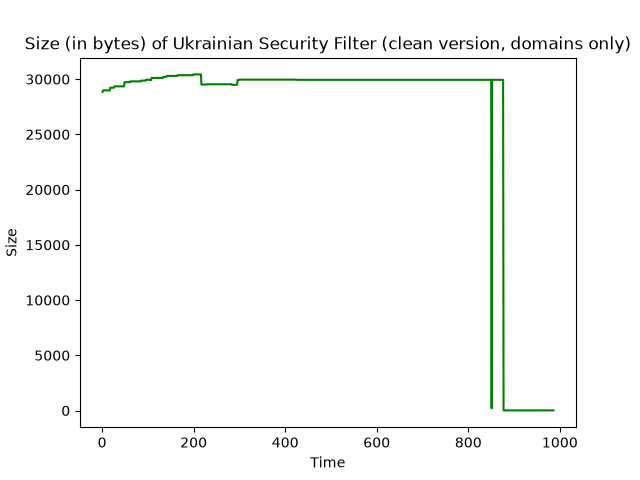 Size (in bytes) of Ukrainian Security Filter (clean version, domains only)
30000
25000
20000
15000
10000
5000
0
Size
0 200 400 600 800 1000
Time